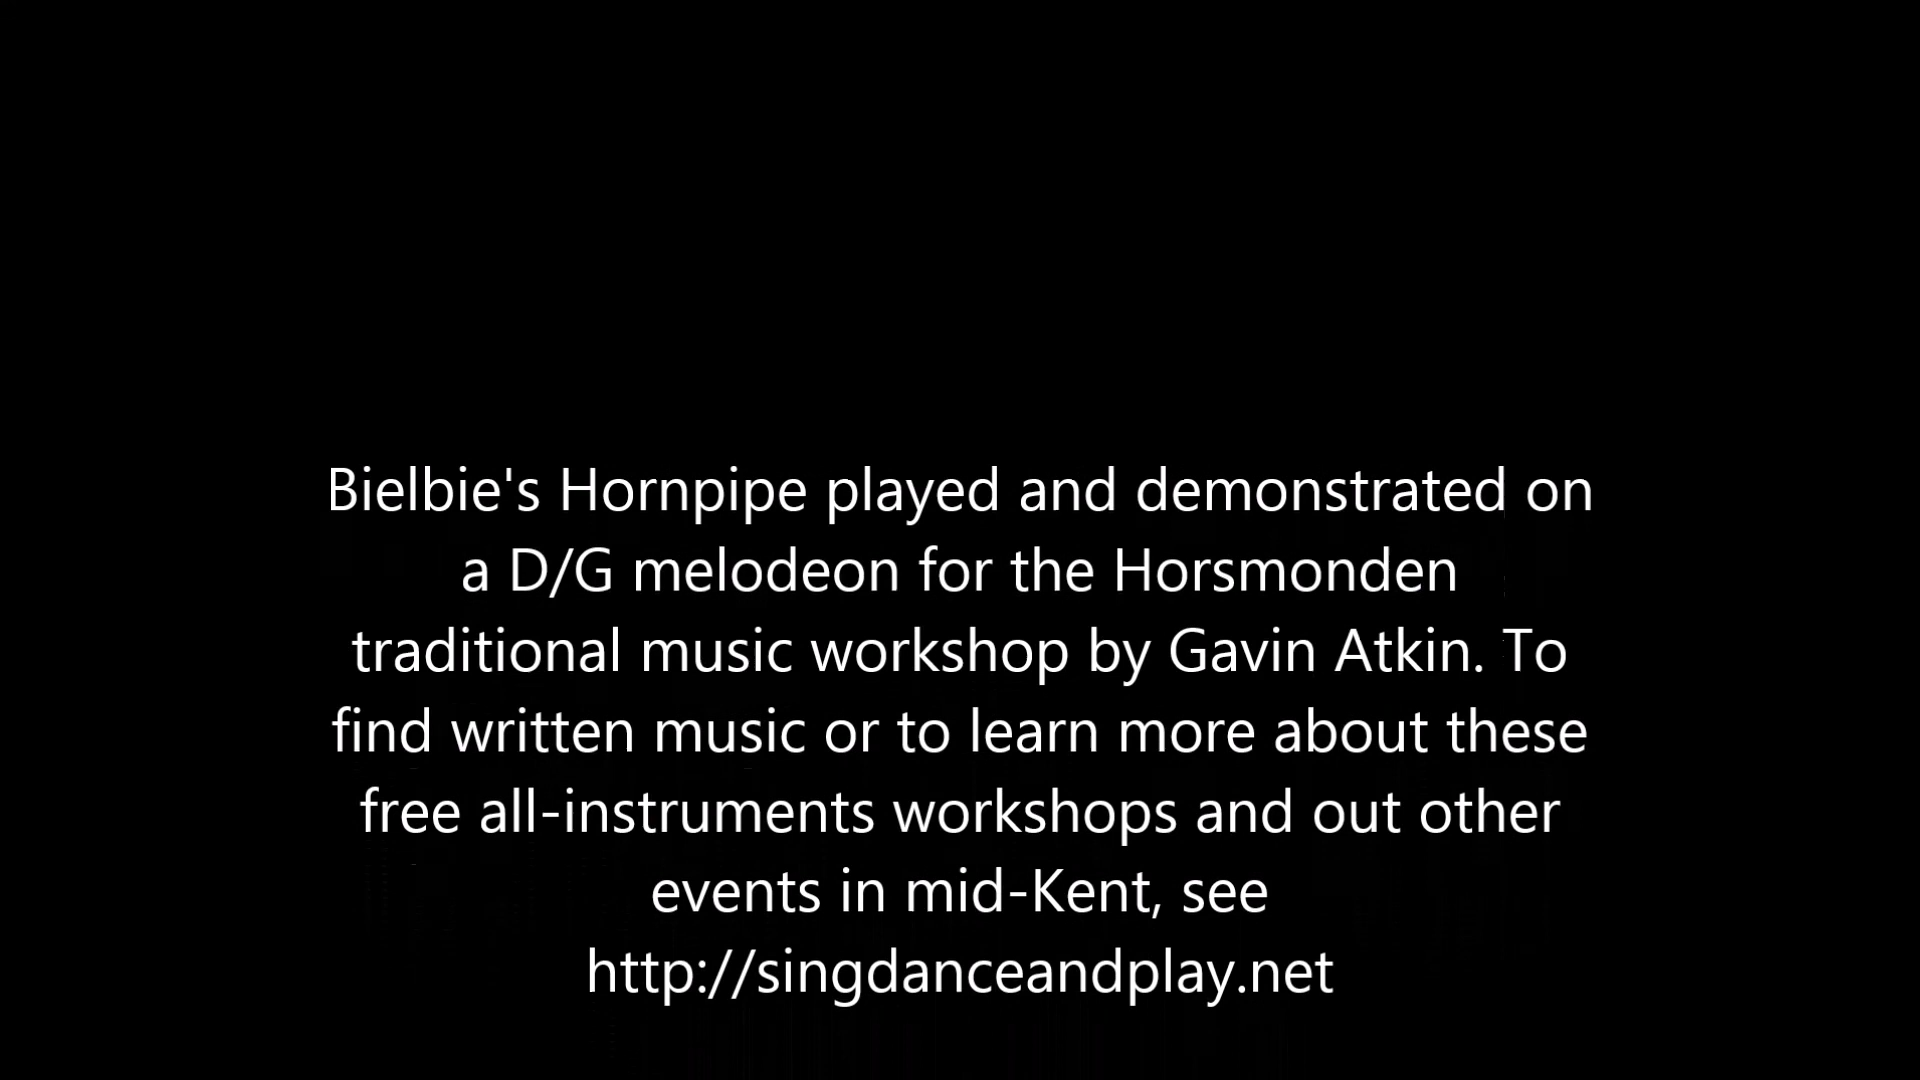 Bielbie's Hornpipe played and demonstrated on
a D/G melodeon for the Horsmonden
traditional music workshop by Gavin Atkin. To
find written music or to learn more about these
free all-instruments workshops and out other
events in mid-Kent, see
http://singdanceandplay.net